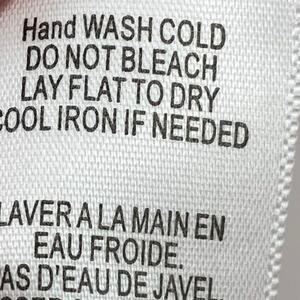 Hand WASH COLD
DO NOT BLEACH
LAY FLAT TO DRY
COOL IRON IF NEEDED
LAVER A LA MAIN EN
EAU FROIDE.
PAS D'EAU DE JAVEL